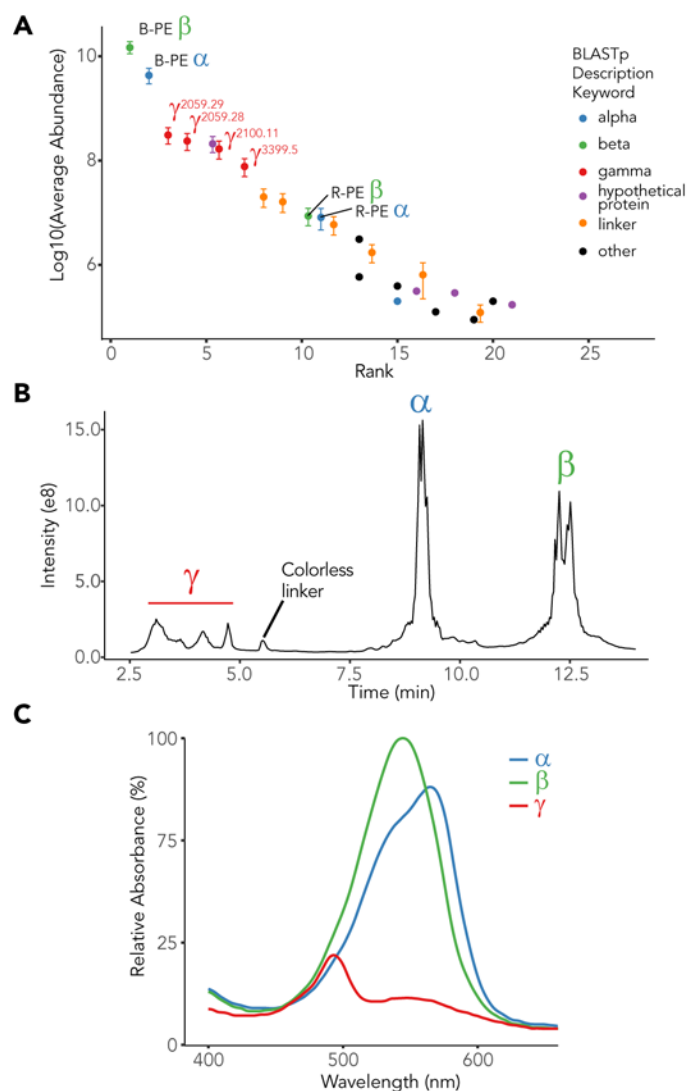 A
B-PE β
B-PE α
γ2059.29
γ2059.28
γ2100.11
γ3399.5
R-PE β
R-PE α
Log10(Average Abundance)
10
8
6
0
5
10
15
20
25
Rank
BLASTp
Description
Keyword
alpha
beta
gamma
hypothetical
protein
linker
other
B
α
β
γ
Colorless
linker
Intensity (e8)
15.0
10.0
5.0
0.0
2.5
5.0
7.5
10.0
12.5
Time (min)
C
Relative Absorbance (%)
100
75
25
0
400
500
600
Wavelength (nm)
α
β
γ